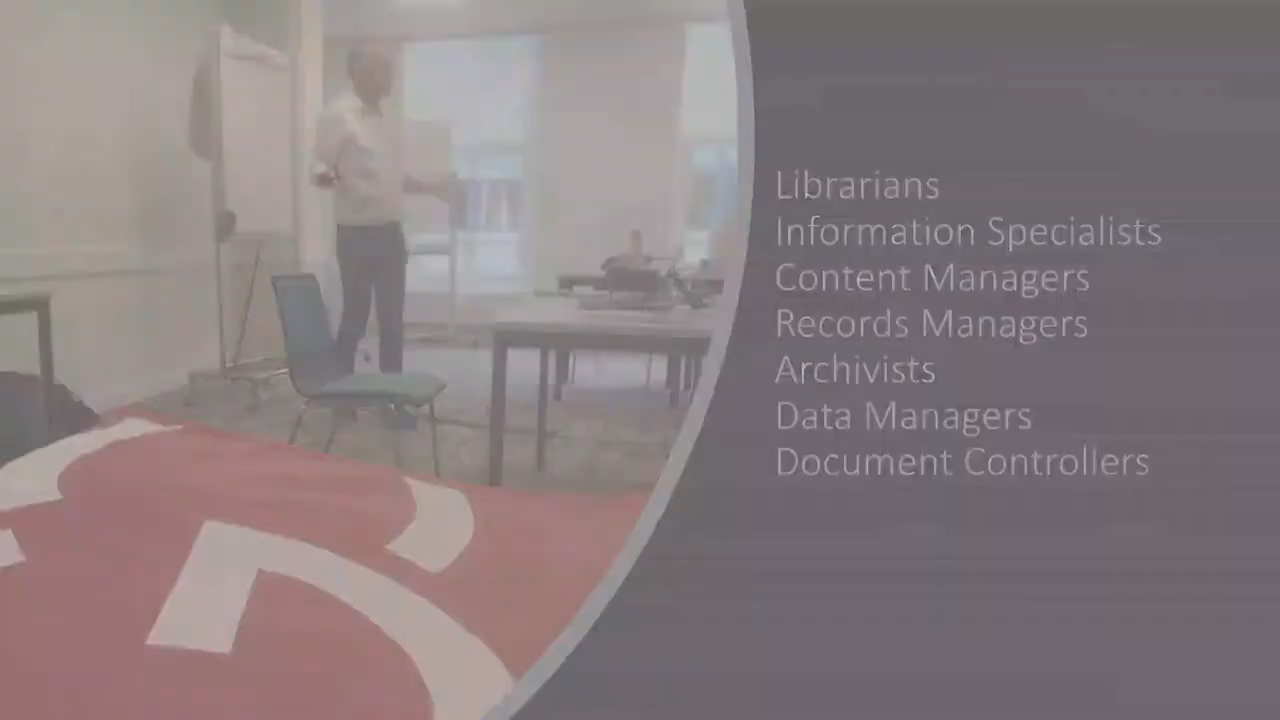 Librarians
Information Specialists
Content Managers
Records Managers
Archivists
Data Managers
Document Controllers